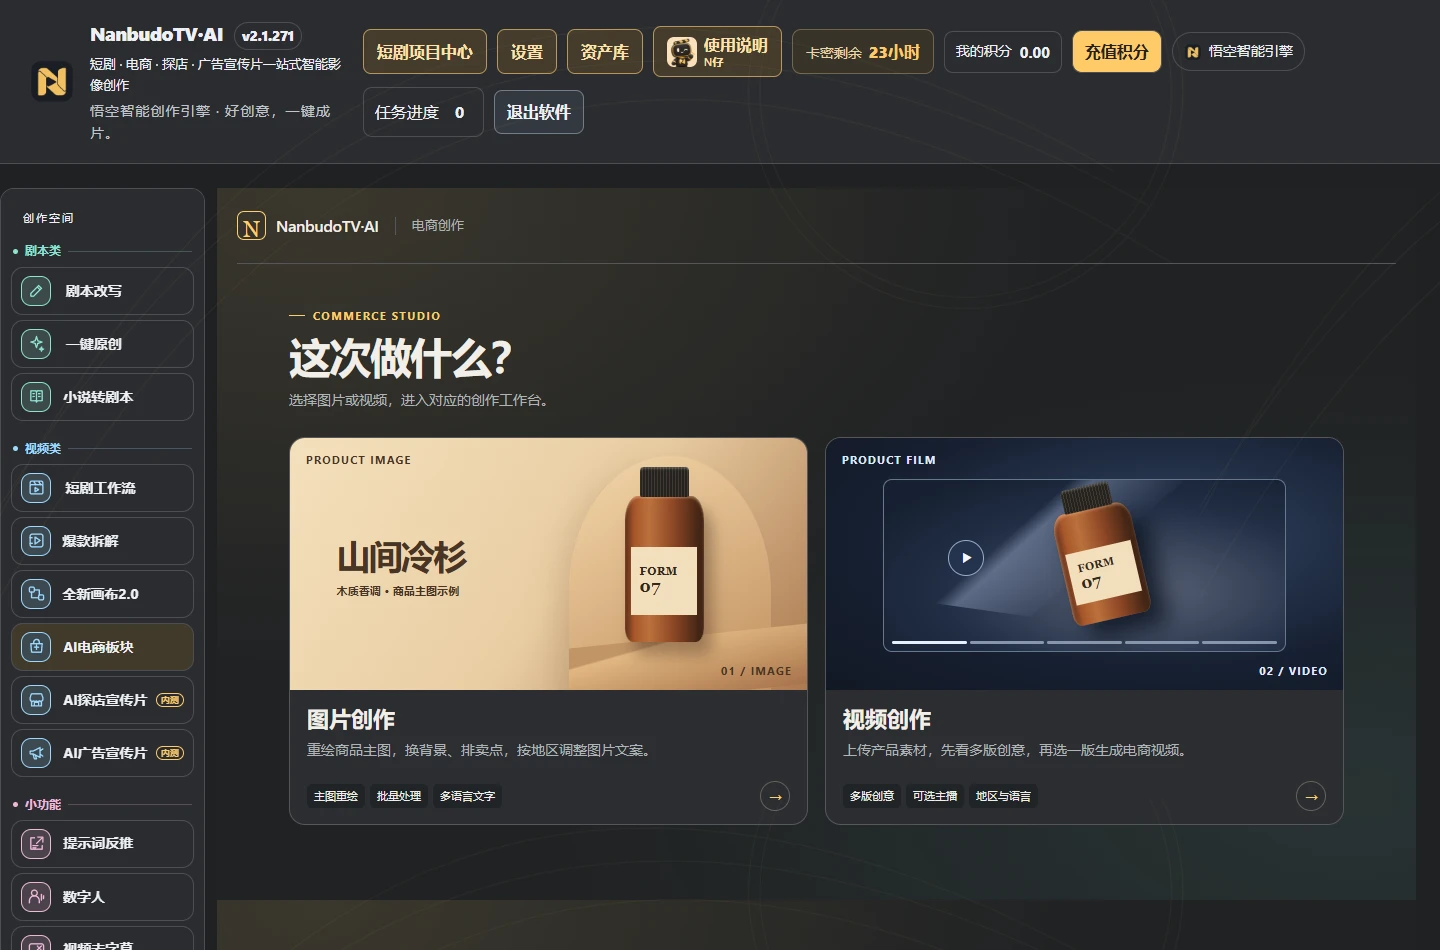 NanbudoTV·AI v2.1.271
短剧 · 电商 · 探店 · 广告宣传片一站式智能影
像创作
悟空智能创作引擎 · 好创意，一键成
片。
短剧项目中心
设置
资产库
使用说明
N仔
卡密剩余 23小时
我的积分 0.00
充值积分
悟空智能引擎
任务进度 0
退出软件
创作空间
剧本类
剧本改写
一键原创
小说转剧本
视频类
短剧工作流
爆款拆解
全新画布2.0
AI电商板块
AI探店宣传片 内测
AI广告宣传片 内测
小功能
提示词反推
数字人
视频去字幕
N NanbudoTV·AI 电商创作
COMMERCE STUDIO
这次做什么？
选择图片或视频，进入对应的创作工作台。
PRODUCT IMAGE
山间冷杉
木质香调 • 商品主图示例
FORM
07
01 / IMAGE
图片创作
重绘商品主图，换背景、排卖点，按地区调整图片文案。
主图重绘 批量处理 多语言文字 →
PRODUCT FILM
FORM
07
02 / VIDEO
视频创作
上传产品素材，先看多版创意，再选一版生成电商视频。
多版创意 可选主播 地区与语言 →